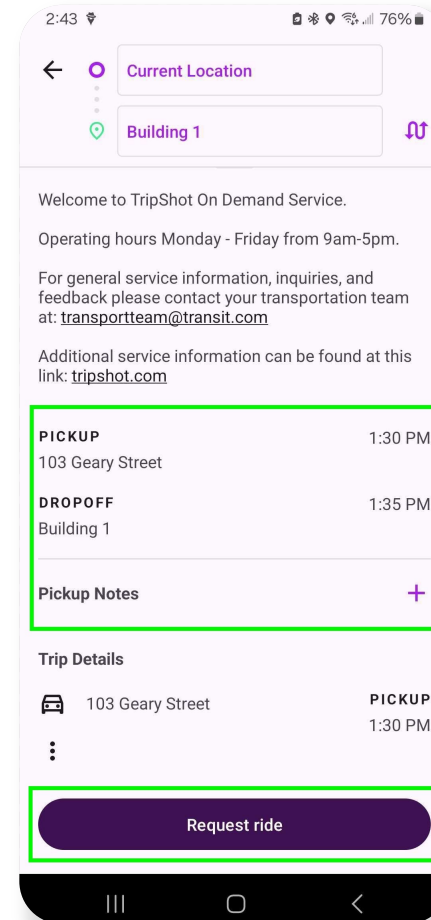 2:43
76%
Current Location
Building 1
Welcome to TripShot On Demand Service.
Operating hours Monday - Friday from 9am-5pm.
For general service information, inquiries, and
feedback please contact your transportation team
at: transportteam@transit.com
Additional service information can be found at this
link: tripshot.com
PICKUP
1:30 PM
103 Geary Street
DROPOFF
1:35 PM
Building 1
Pickup Notes
Trip Details
103 Geary Street
PICKUP
1:30 PM
Request ride